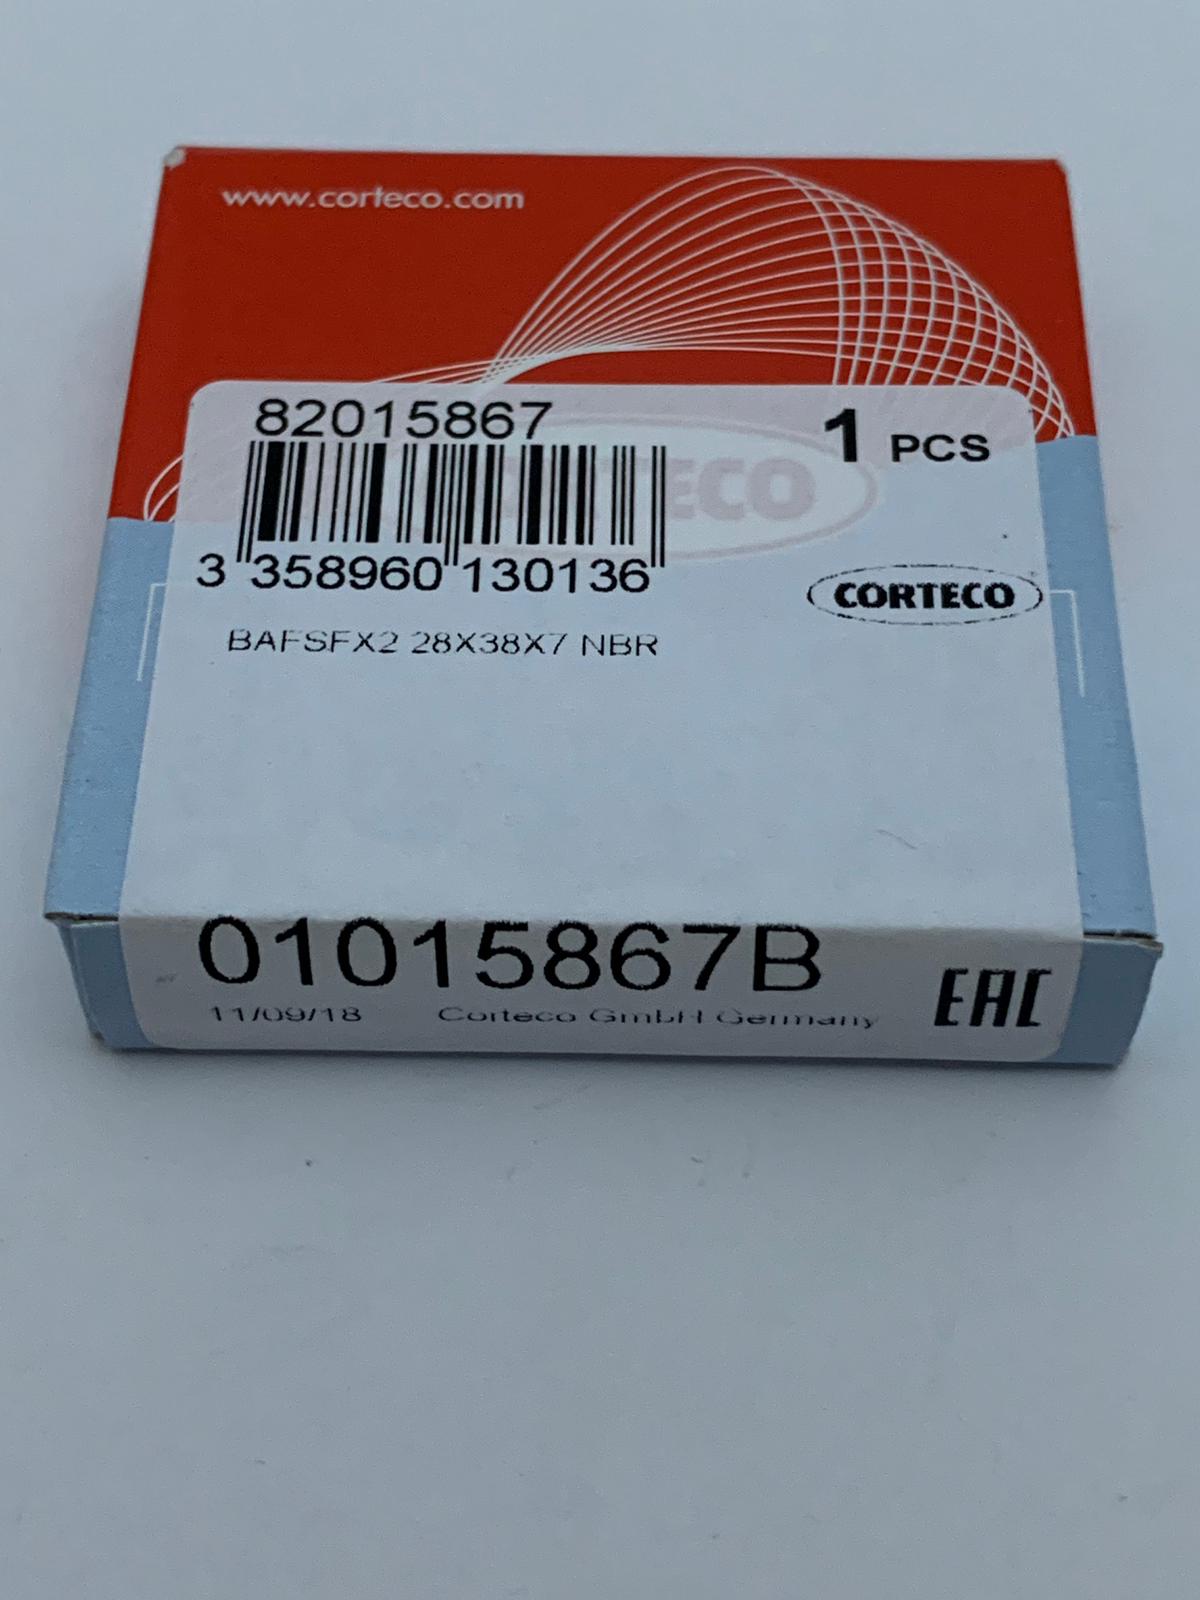 www.corteco.com
82015867
1 PCS
3 358960 130136
CORTECO
BAFSFX2 28X38X7 NBR
01015867B
EAC
11/09/18 Corteco GmbH Germany